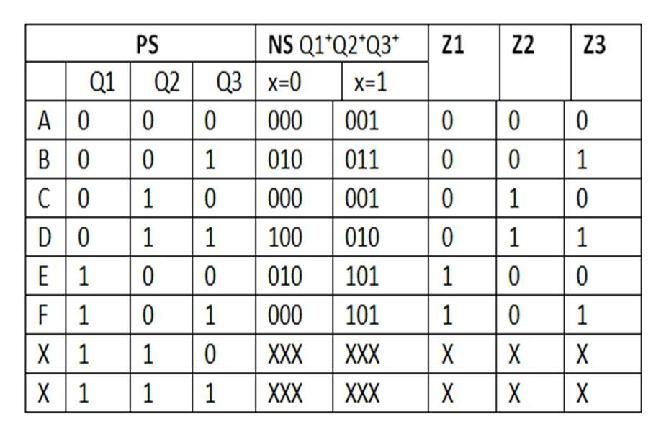 PS NS Q1⁺Q2⁺Q3⁺ Z1 Z2 Z3
Q1 Q2 Q3 x=0 x=1
A 0 0 0 000 001 0 0 0
B 0 0 1 010 011 0 0 1
C 0 1 0 000 001 0 1 0
D 0 1 1 100 010 0 1 1
E 1 0 0 010 101 1 0 0
F 1 0 1 000 101 1 0 1
X 1 1 0 XXX XXX X X X
X 1 1 1 XXX XXX X X X